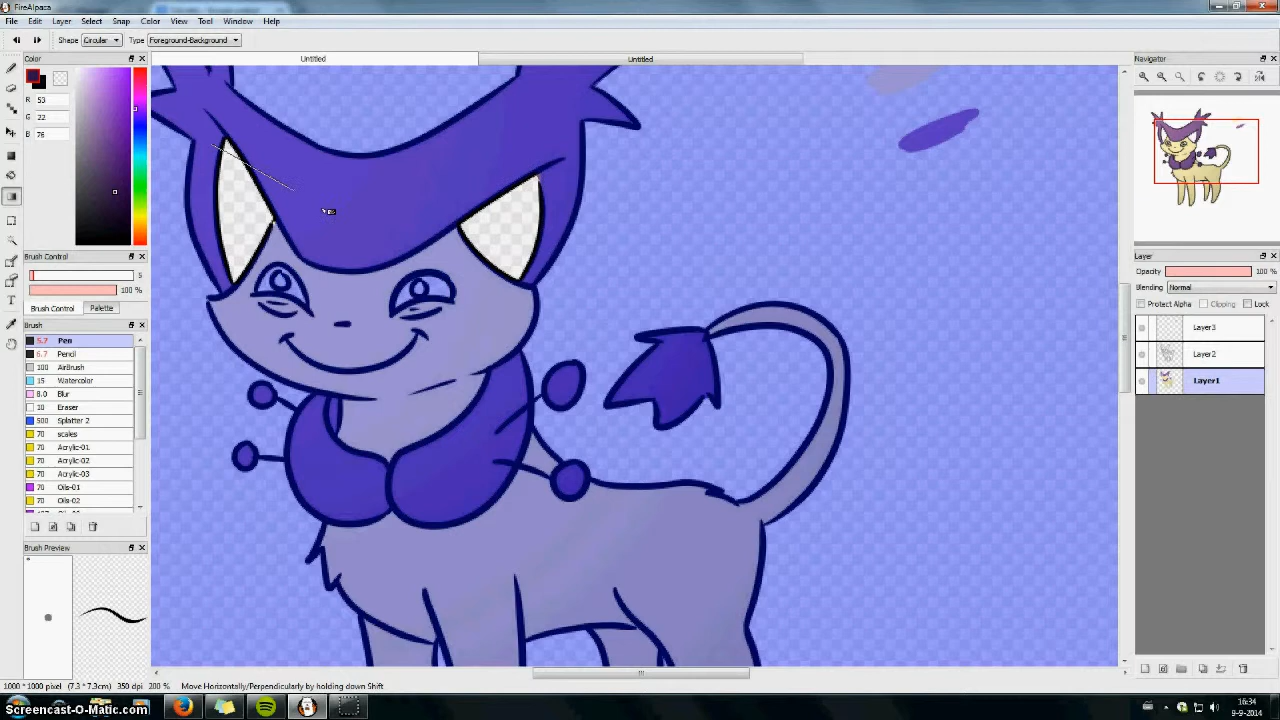 FireAlpaca
File Edit Layer Select Snap Color View Tool Window Help
Shape Circular Type Foreground-Background
Color
Untitled Untitled
Navigator
R 53
G 22
B 76
Brush Control
5
100 %
Brush Control Palette
Brush
5.7 Pen
6.7 Pencil
100 AirBrush
15 Watercolor
8.0 Blur
10 Eraser
500 Splatter 2
70 scales
70 Acrylic-01
70 Acrylic-02
70 Acrylic-03
70 Oils-01
70 Oils-02
Brush Preview
Layer
Opacity 100 %
Blending Normal
Protect Alpha Clipping Lock
Layer3
Layer2
Layer1
1000 * 1000 pixel (7.3 * 7.3cm) 350 dpi 200 % Move Horizontally/Perpendicularly by holding down Shift
Screencast-O-Matic.com
16:34
9-9-2014